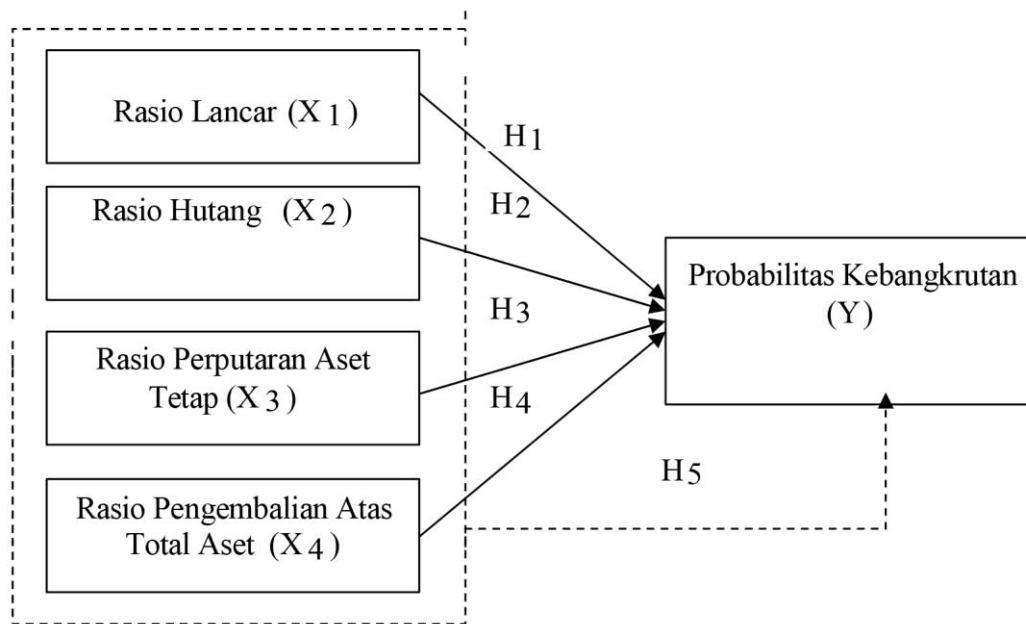 Rasio Lancar (X1)
H1
Rasio Hutang (X2)
H2
Probabilitas Kebangkrutan
(Y)
H3
Rasio Perputaran Aset
Tetap (X3)
H4
H5
Rasio Pengembalian Atas
Total Aset (X4)